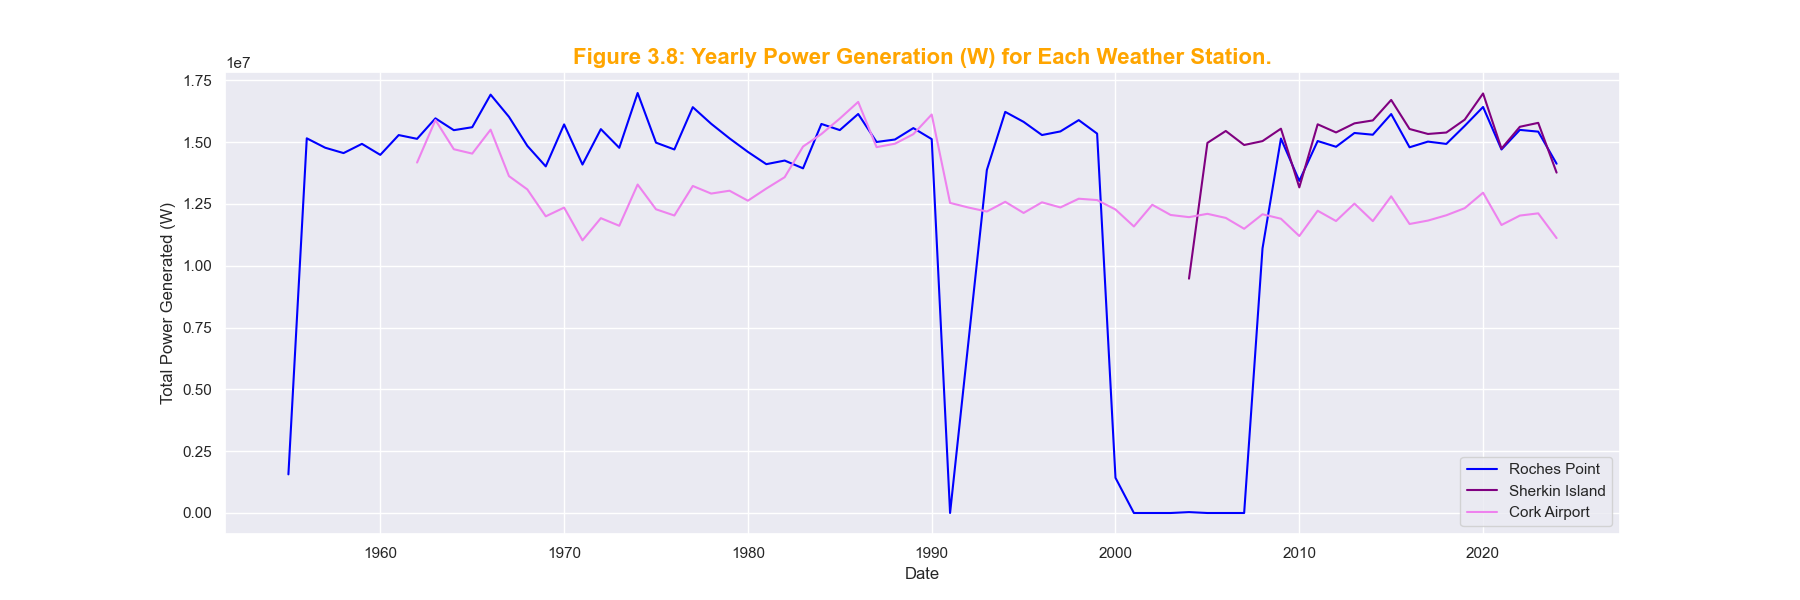 Figure 3.8: Yearly Power Generation (W) for Each Weather Station.
1e7
1.75
1.50
1.25
1.00
0.75
0.50
0.25
0.00
Total Power Generated (W)
1960 1970 1980 1990 2000 2010 2020
Date
Roches Point
Sherkin Island
Cork Airport